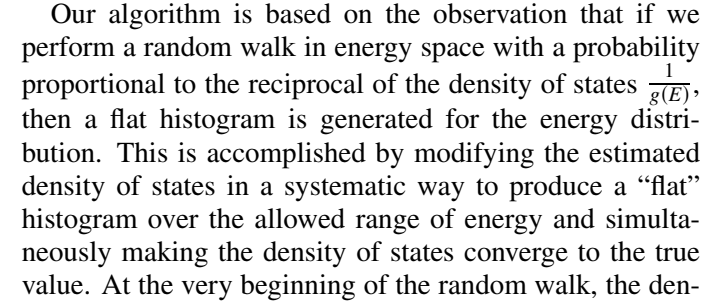 Our algorithm is based on the observation that if we
perform a random walk in energy space with a probability
proportional to the reciprocal of the density of states $\frac{1}{g(E)}$,
then a flat histogram is generated for the energy distri-
bution. This is accomplished by modifying the estimated
density of states in a systematic way to produce a “flat”
histogram over the allowed range of energy and simulta-
neously making the density of states converge to the true
value. At the very beginning of the random walk, the den-